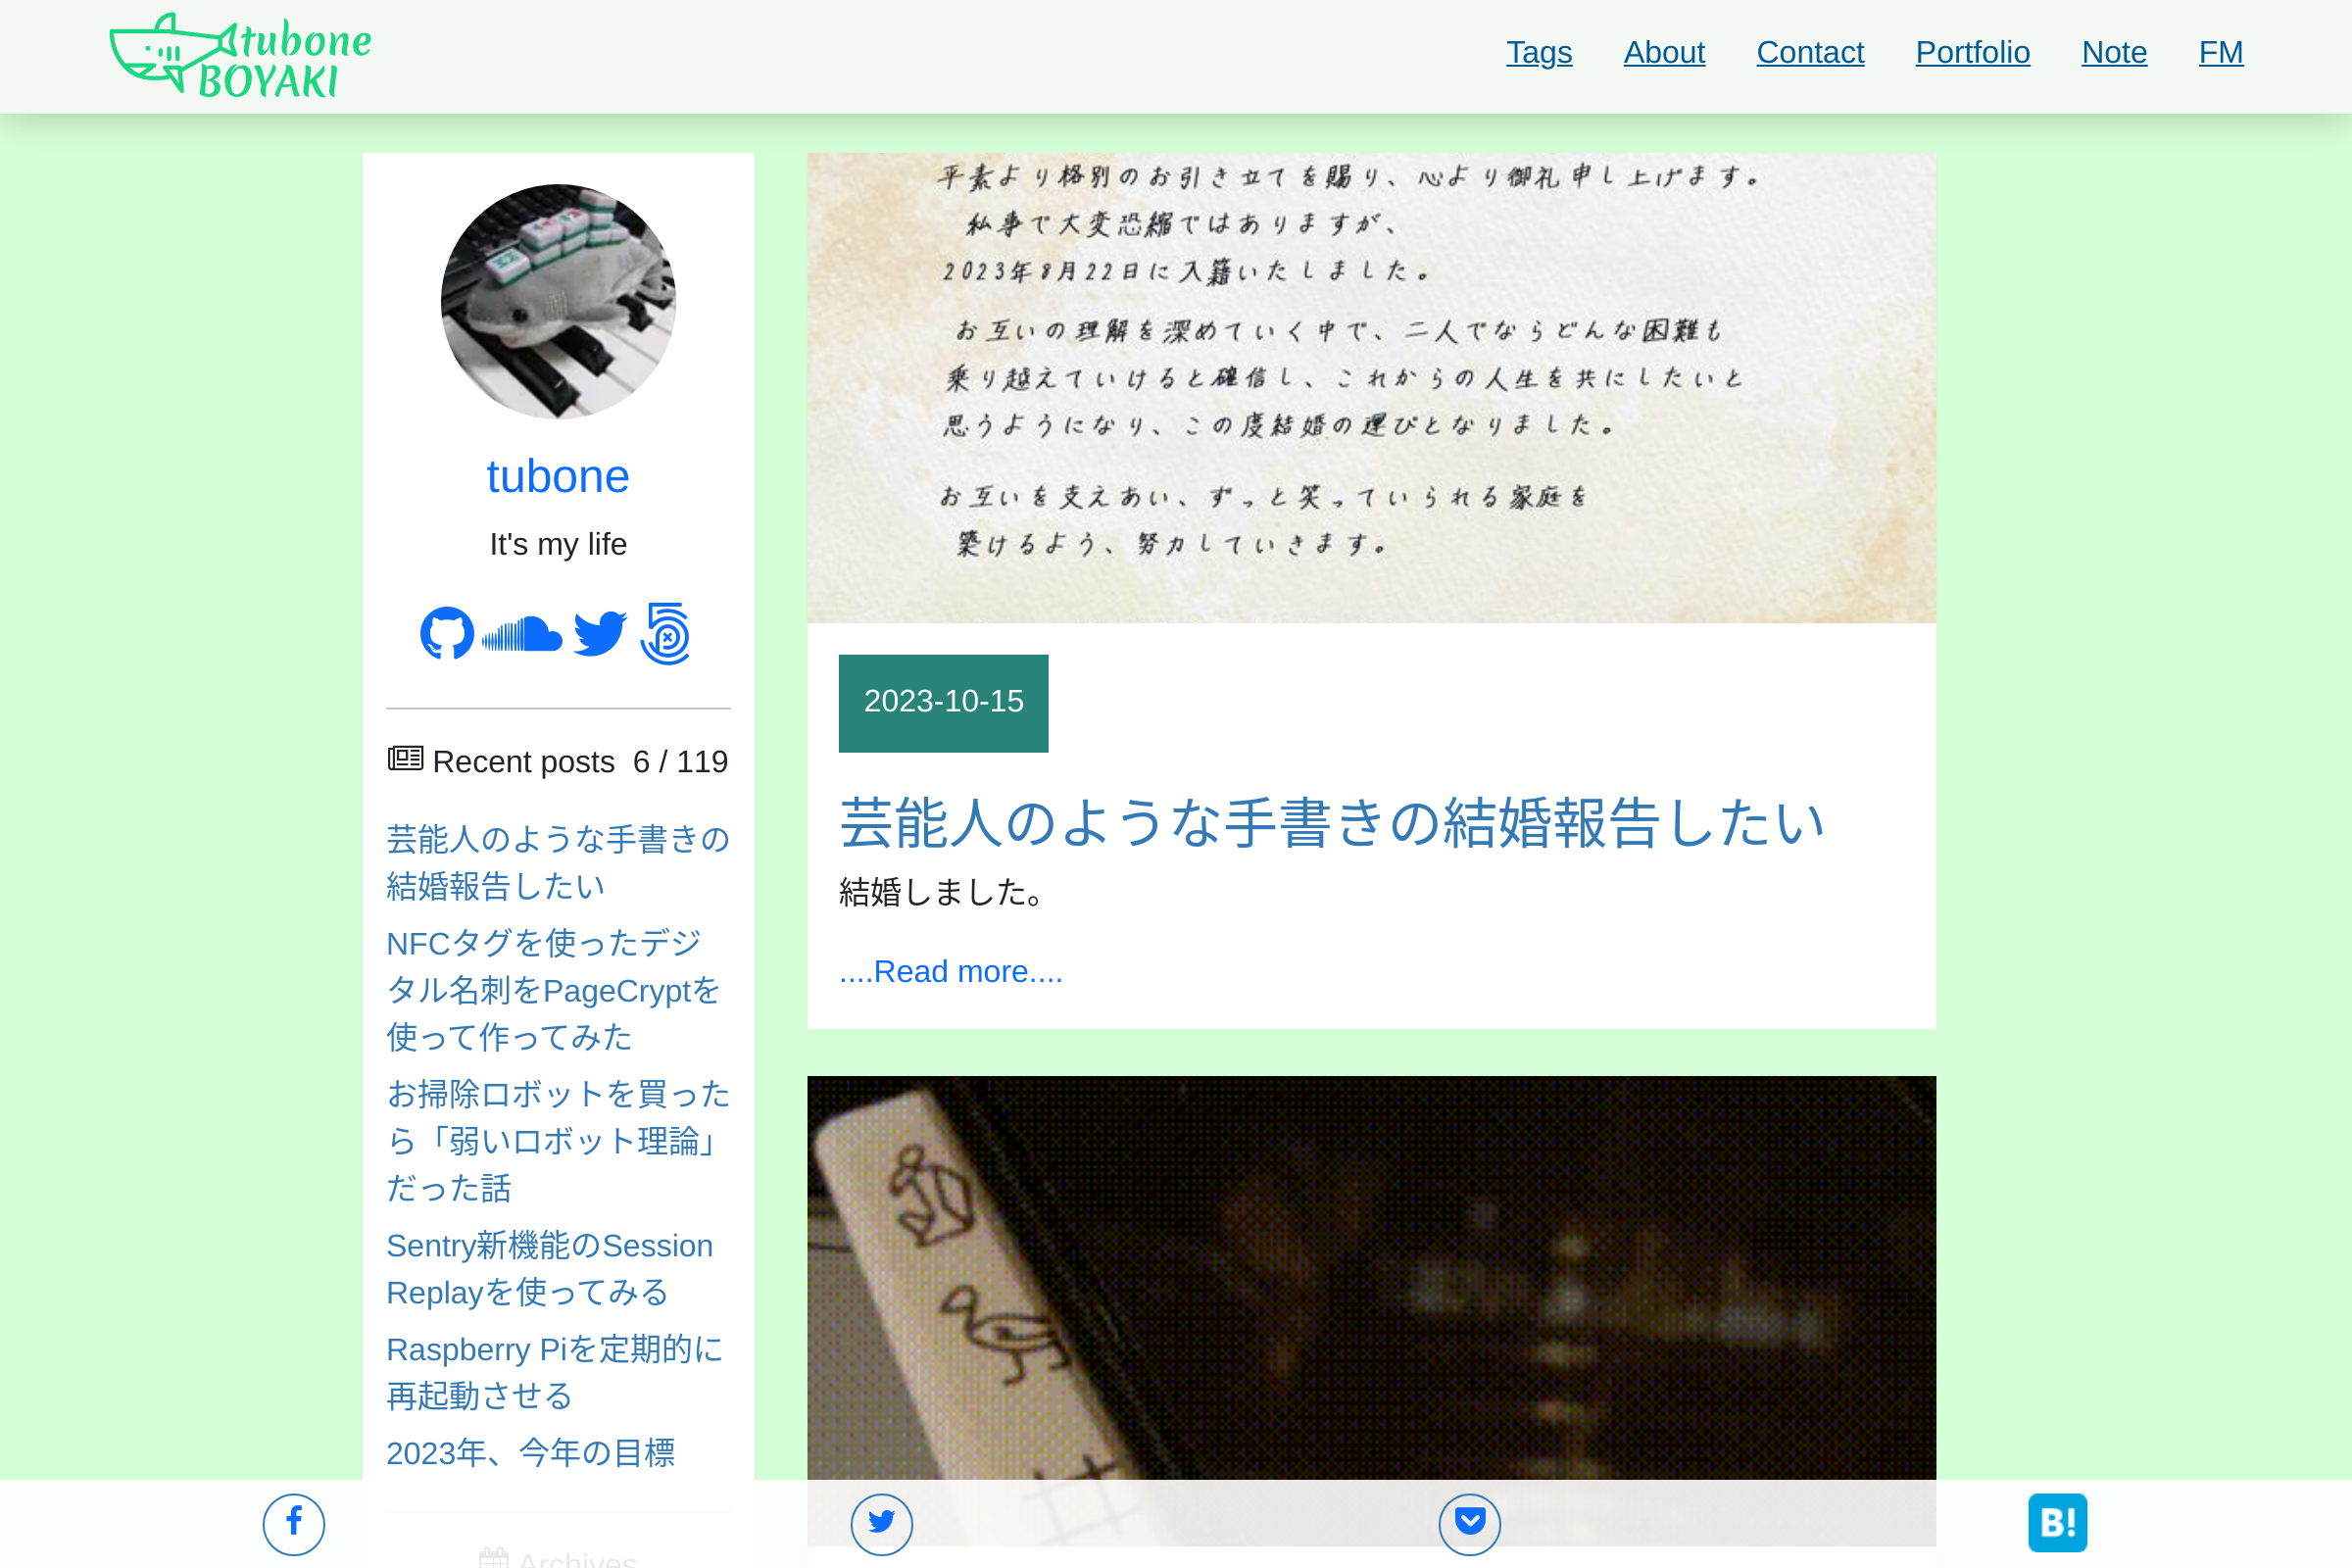 tubone
BOYAKI
Tags About Contact Portfolio Note FM
tubone
It's my life
Recent posts 6 / 119
芸能人のような手書きの
結婚報告したい
NFCタグを使ったデジ
タル名刺をPageCryptを
使って作ってみた
お掃除ロボットを買った
ら「弱いロボット理論」
だった話
Sentry新機能のSession
Replayを使ってみる
Raspberry Piを定期的に
再起動させる
2023年、今年の目標
Archives
平素より格別のお引き立てを賜り、心より御礼申し上げます。
私事で大変恐縮ではありますが、
2023年8月22日に入籍いたしました。
お互いの理解を深めていく中で、二人でならどんな困難も
乗り越えていけると確信し、これからの人生を共にしたいと
思うようになり、この度結婚の運びとなりました。
お互いを支えあい、ずっと笑っていられる家庭を
築けるよう、努力していきます。
2023-10-15
芸能人のような手書きの結婚報告したい
結婚しました。
....Read more....
B!